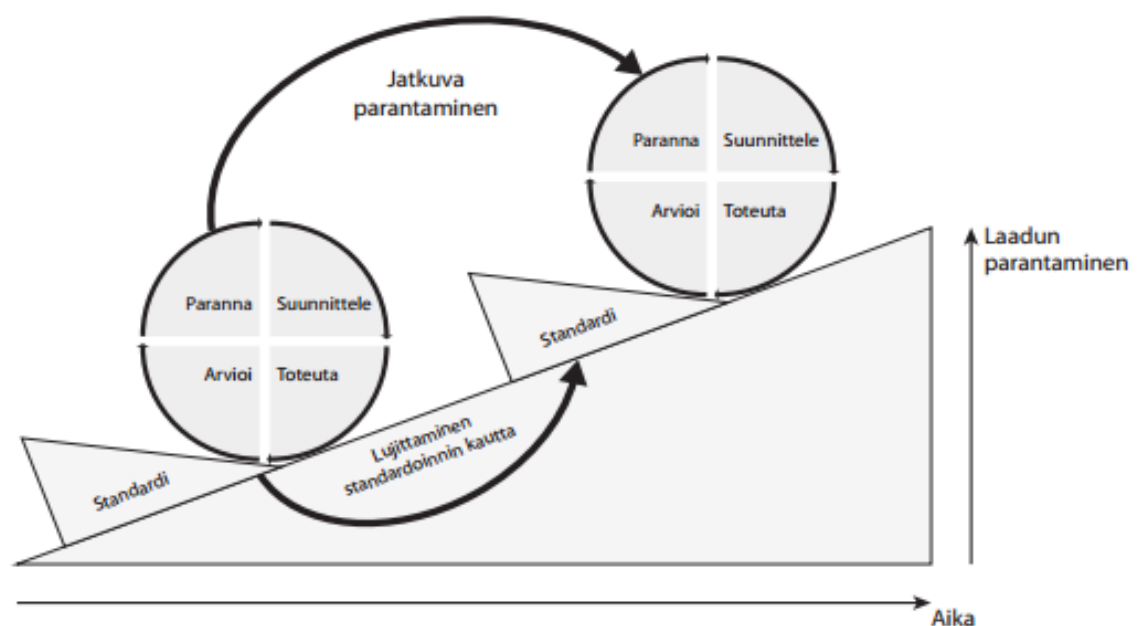 Jatkuva
parantaminen
Paranna
Suunnittele
Arvioi
Toteuta
Laadun
parantaminen
Paranna
Suunnittele
Arvioi
Toteuta
Standardi
Lujittaminen
standardoinnin kautta
Standardi
Aika